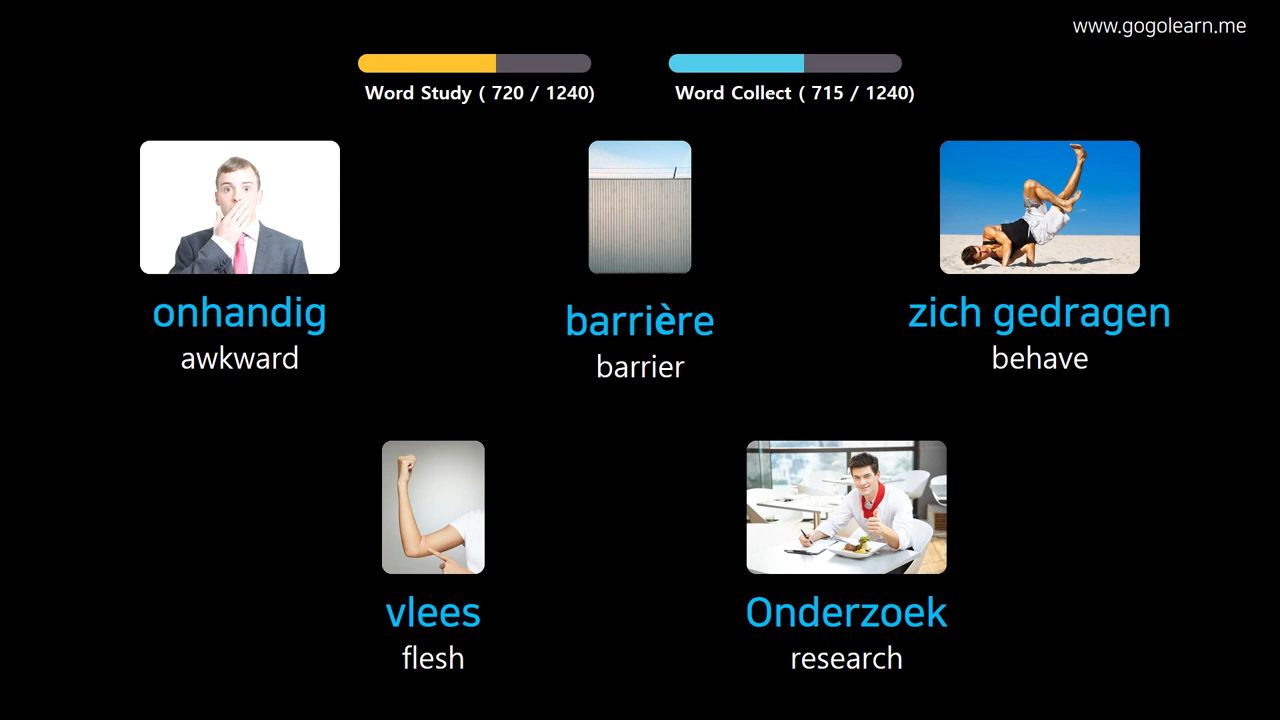 www.gogolearn.me
Word Study ( 720 / 1240)
Word Collect ( 715 / 1240)
onhandig
awkward
barrière
barrier
zich gedragen
behave
vlees
flesh
Onderzoek
research